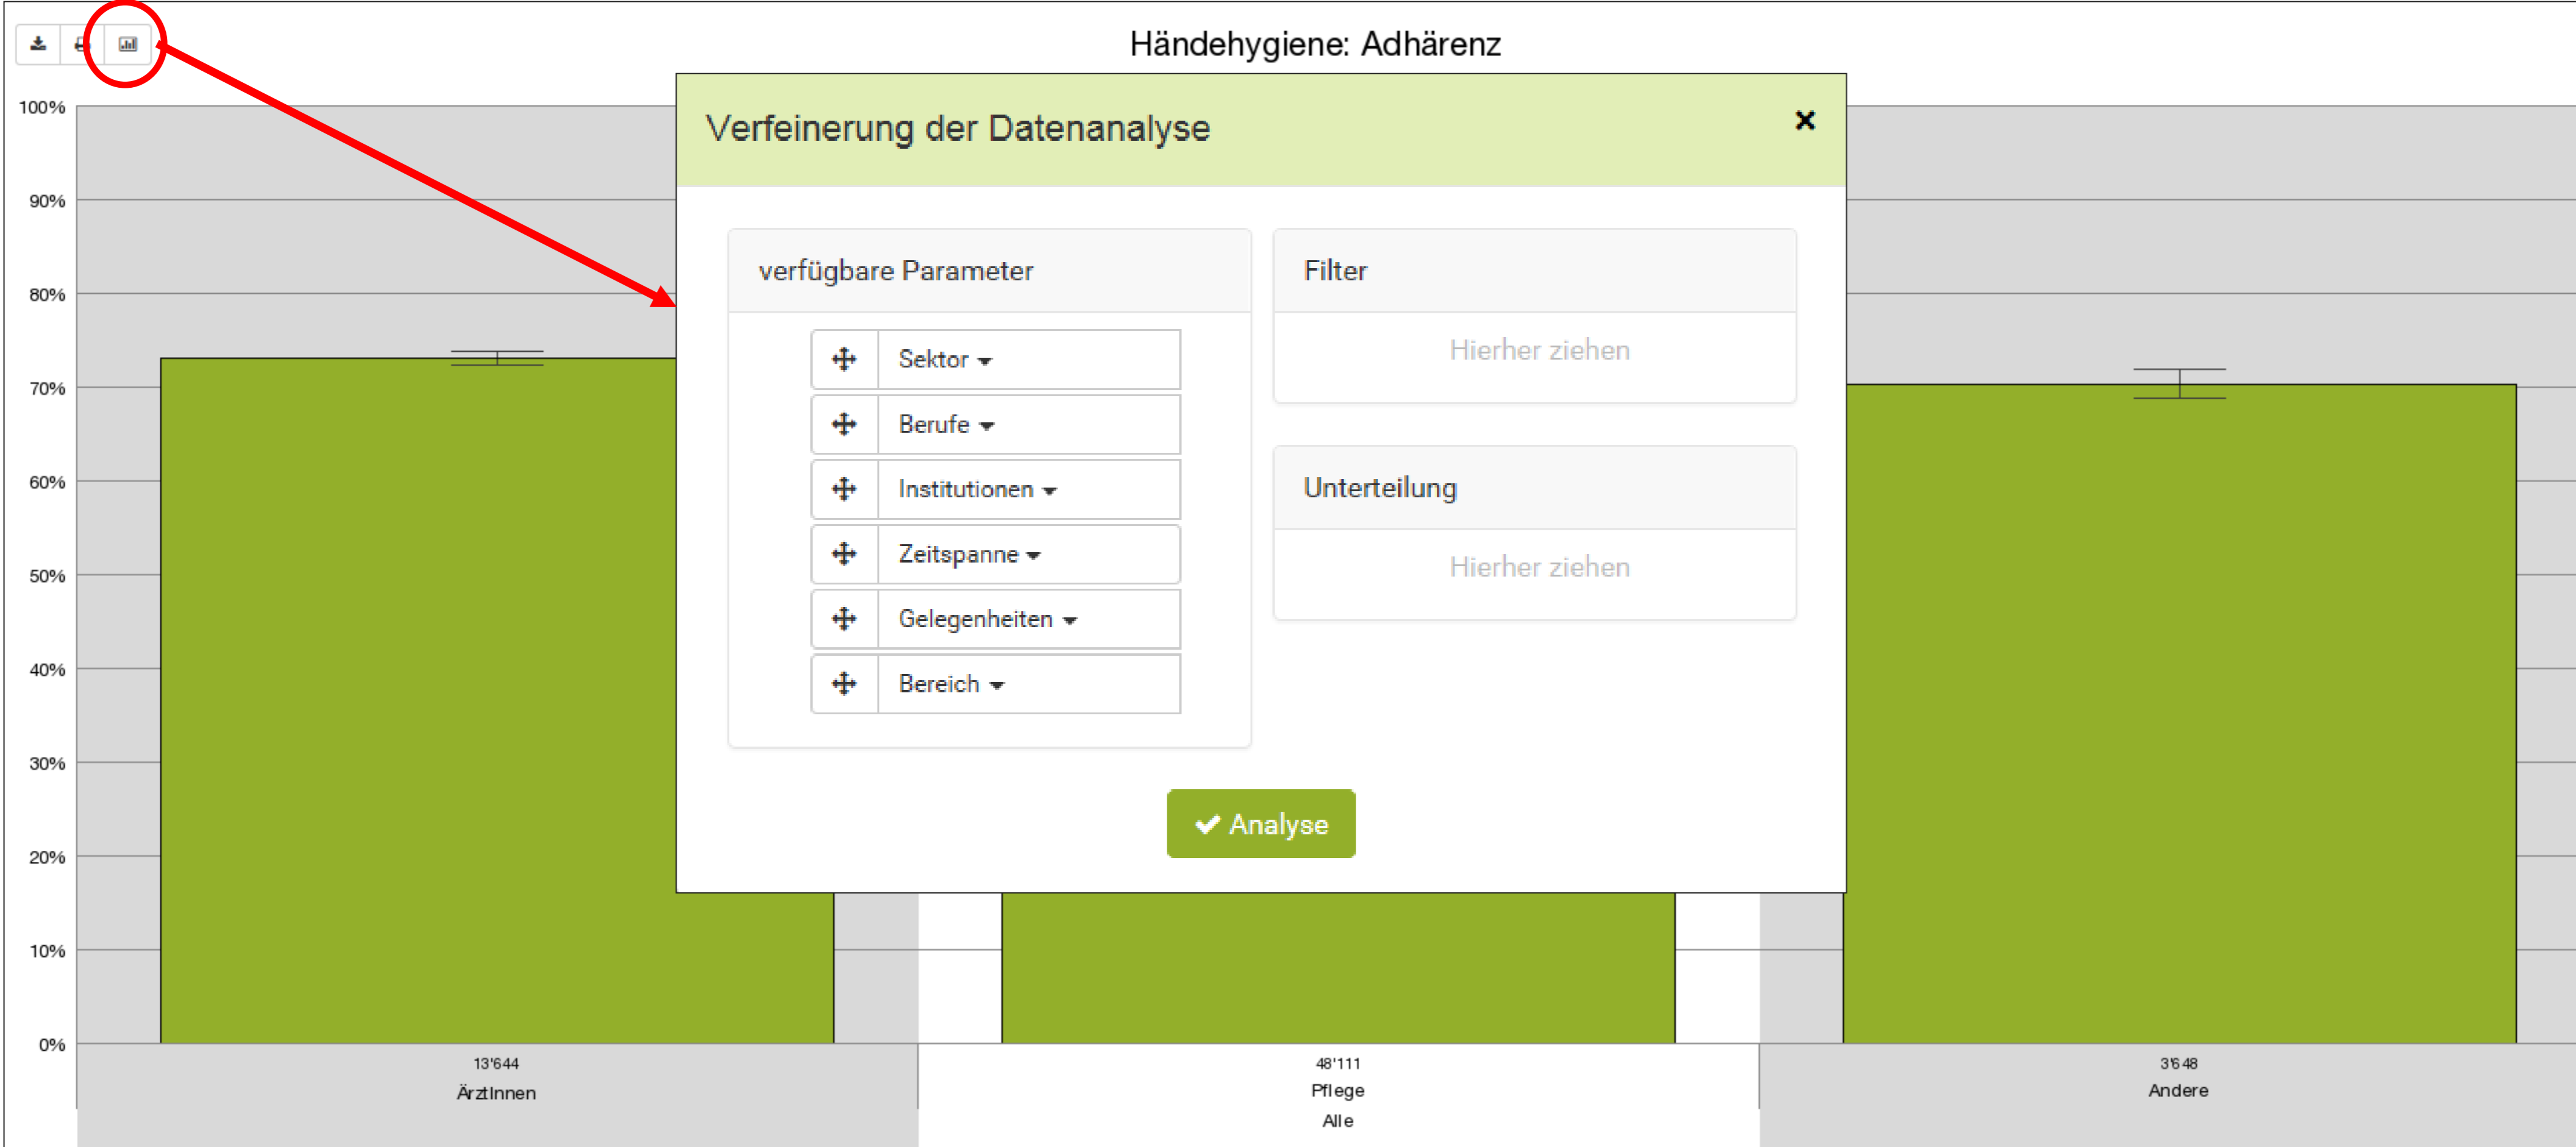 Händehygiene: Adhärenz
100%
90%
80%
70%
60%
50%
40%
30%
20%
10%
0%
Verfeinerung der Datenanalyse
verfügbare Parameter
Sektor
Berufe
Institutionen
Zeitspanne
Gelegenheiten
Bereich
Filter
Hierher ziehen
Unterteilung
Hierher ziehen
Analyse
13'644
ÄrztInnen
48'111
Pflege
Alle
3'648
Andere